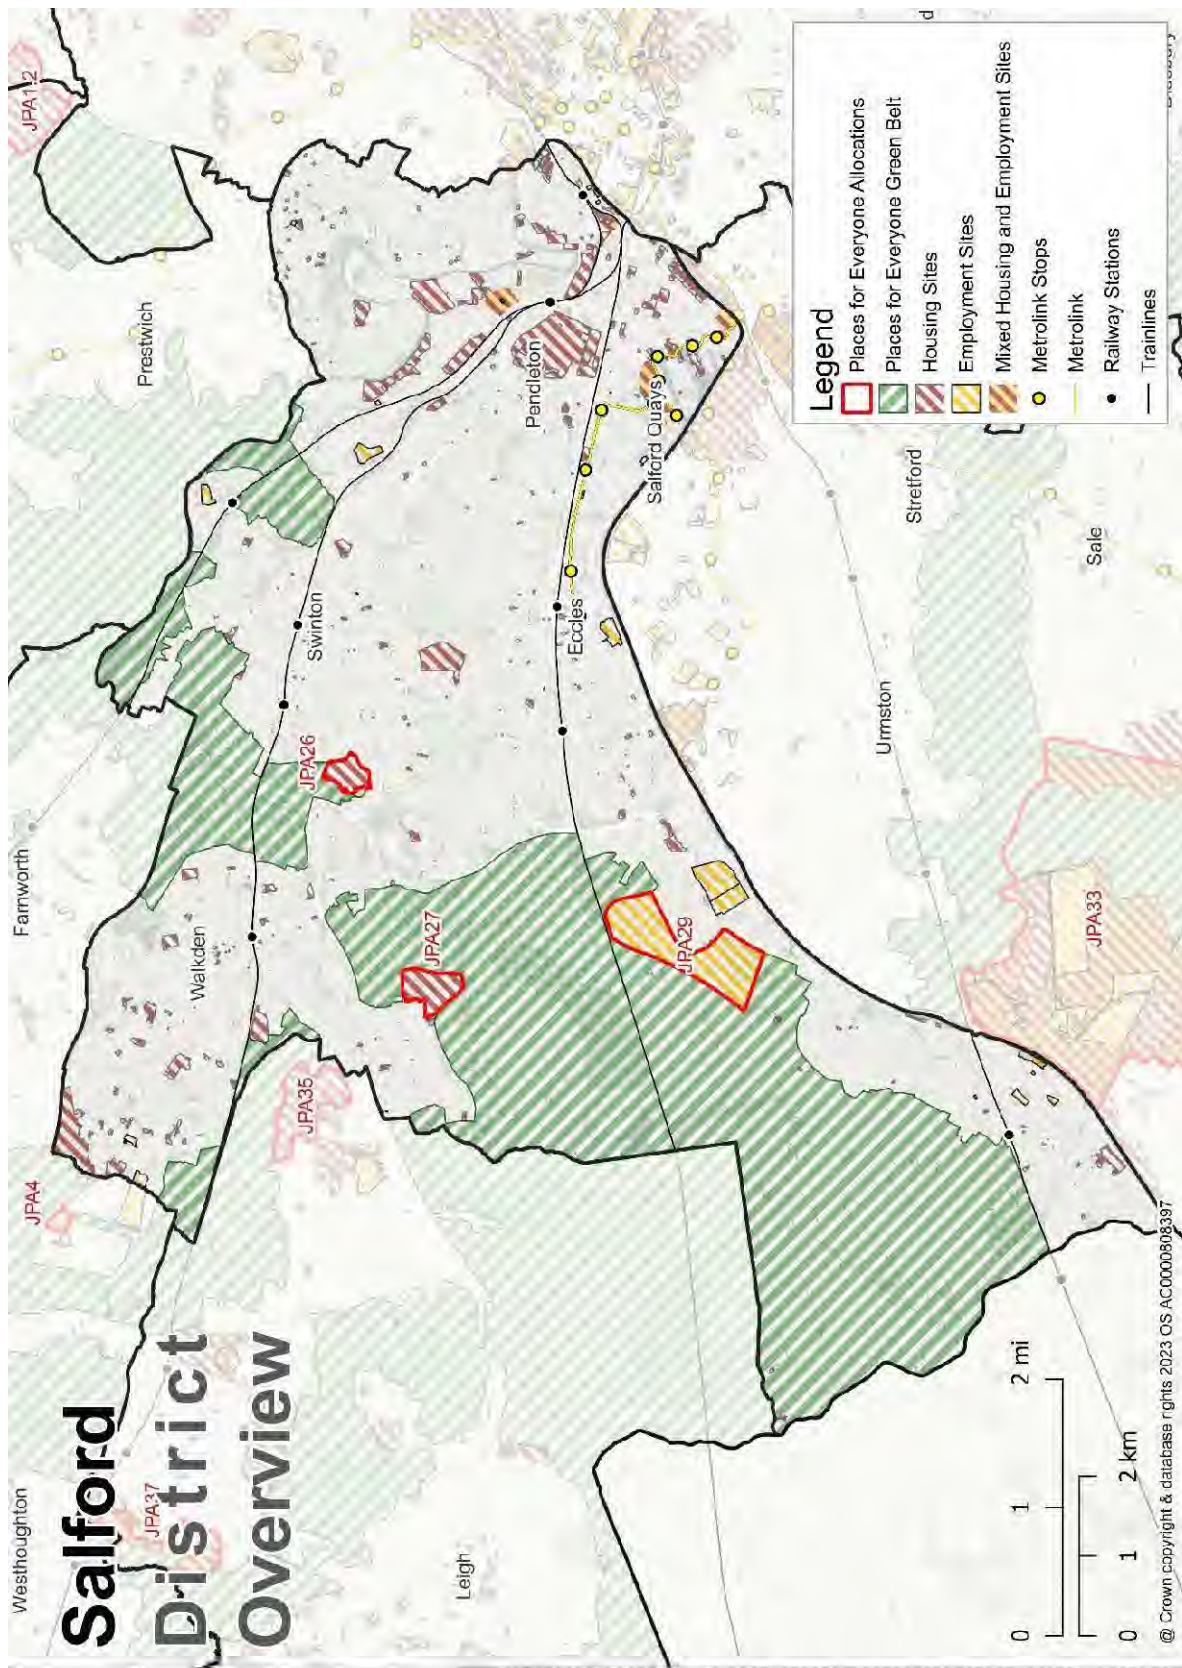 Salford
District
Overview
Westhoughton
JPA37
Leigh
JPA4
JPA35
Farnworth
Walkden
JPA27
JPA26
JPA29
Swinton
Eccles
Prestwich
Pendleton
Salford Quays
JPA1.2
Urmston
Stretford
Sale
JPA33
d
Legend
Places for Everyone Allocations
Places for Everyone Green Belt
Housing Sites
Employment Sites
Mixed Housing and Employment Sites
Metrolink Stops
Metrolink
Railway Stations
Trainlines
0 1 2 mi
0 1 2 km
@ Crown copyright & database rights 2023 OS AC0000808397